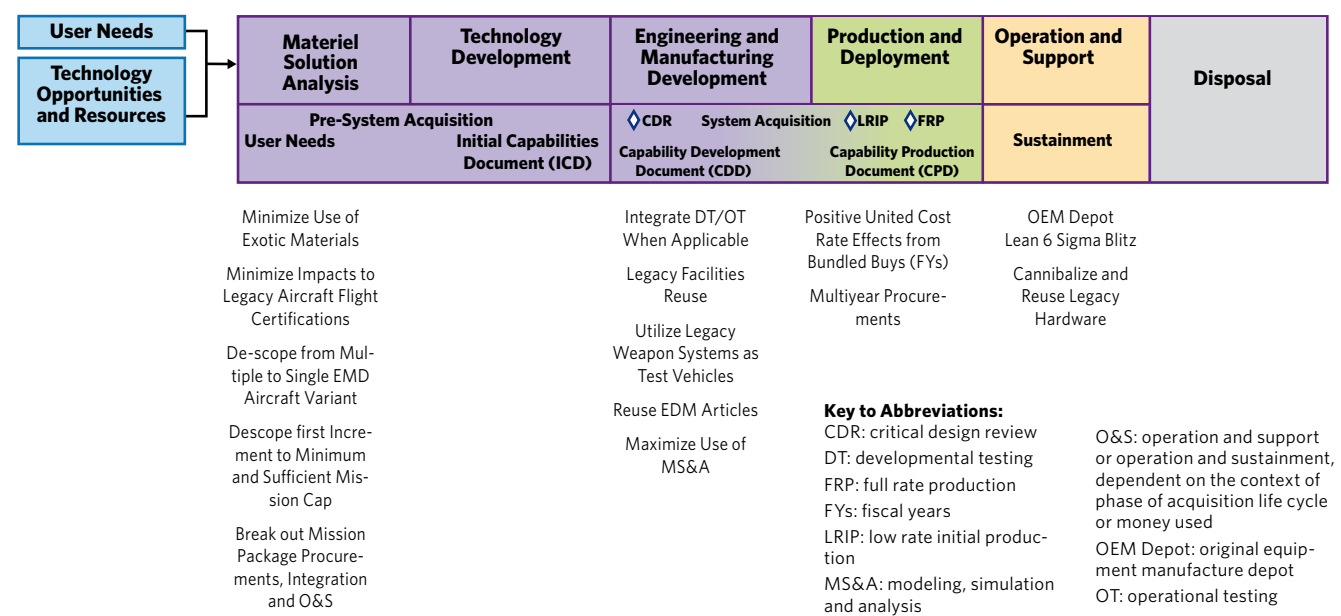 User Needs
Technology
Opportunities
and Resources
Materiel
Solution
Analysis
Technology
Development
Engineering and
Manufacturing
Development
Production and
Deployment
Operation and
Support
Disposal
Pre-System Acquisition
User Needs
Initial Capabilities
Document (ICD)
CDR
System Acquisition
LRIP
FRP
Capability Development
Document (CDD)
Capability Production
Document (CPD)
Sustainment
Minimize Use of
Exotic Materials
Minimize Impacts to
Legacy Aircraft Flight
Certifications
De-scope from Mul-
tiple to Single EMD
Aircraft Variant
Descope first Incre-
ment to Minimum
and Sufficient Mis-
sion Cap
Break out Mission
Package Procure-
ments, Integration
and O&S
Integrate DT/OT
When Applicable
Legacy Facilities
Reuse
Utilize Legacy
Weapon Systems as
Test Vehicles
Reuse EDM Articles
Maximize Use of
MS&A
Positive United Cost
Rate Effects from
Bundled Buys (FYs)
Multiyear Procure-
ments
OEM Depot
Lean 6 Sigma Blitz
Cannibalize and
Reuse Legacy
Hardware
Key to Abbreviations:
CDR: critical design review
DT: developmental testing
FRP: full rate production
FYs: fiscal years
LRIP: low rate initial produc-
tion
MS&A: modeling, simulation
and analysis
O&S: operation and support
or operation and sustainment,
dependent on the context of
phase of acquisition life cycle
or money used
OEM Depot: original equip-
ment manufacture depot
OT: operational testing